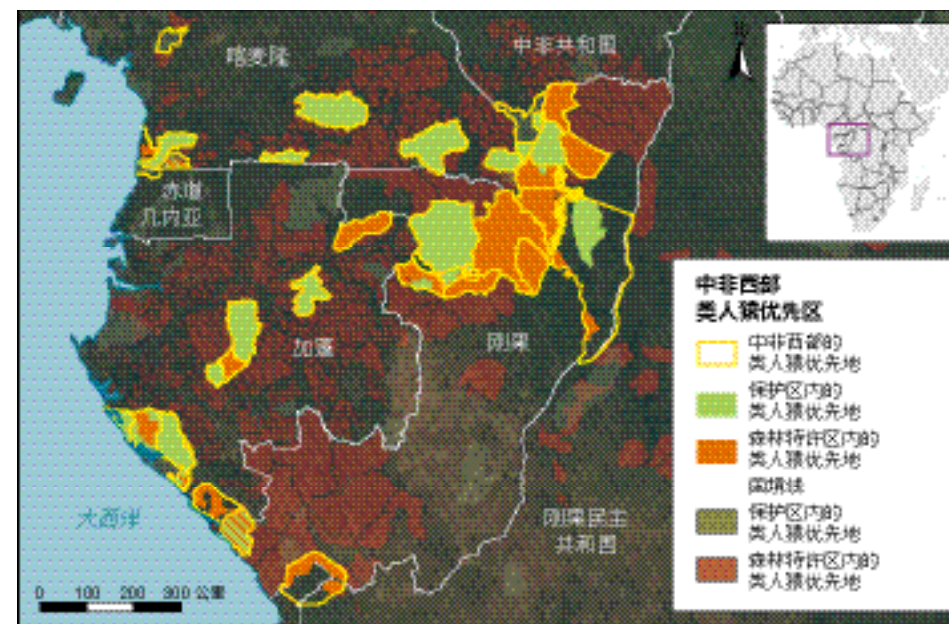 喀麦隆
中非共和国
北
赤道
几内亚
加蓬
刚果
大西洋
刚果民主
共和国
0 100 200 300 公里
中非西部
类人猿优先区
中非西部的
类人猿优先地
保护区内的
类人猿优先地
森林特许区内的
类人猿优先地
国境线
保护区内的
类人猿优先地
森林特许区内的
类人猿优先地